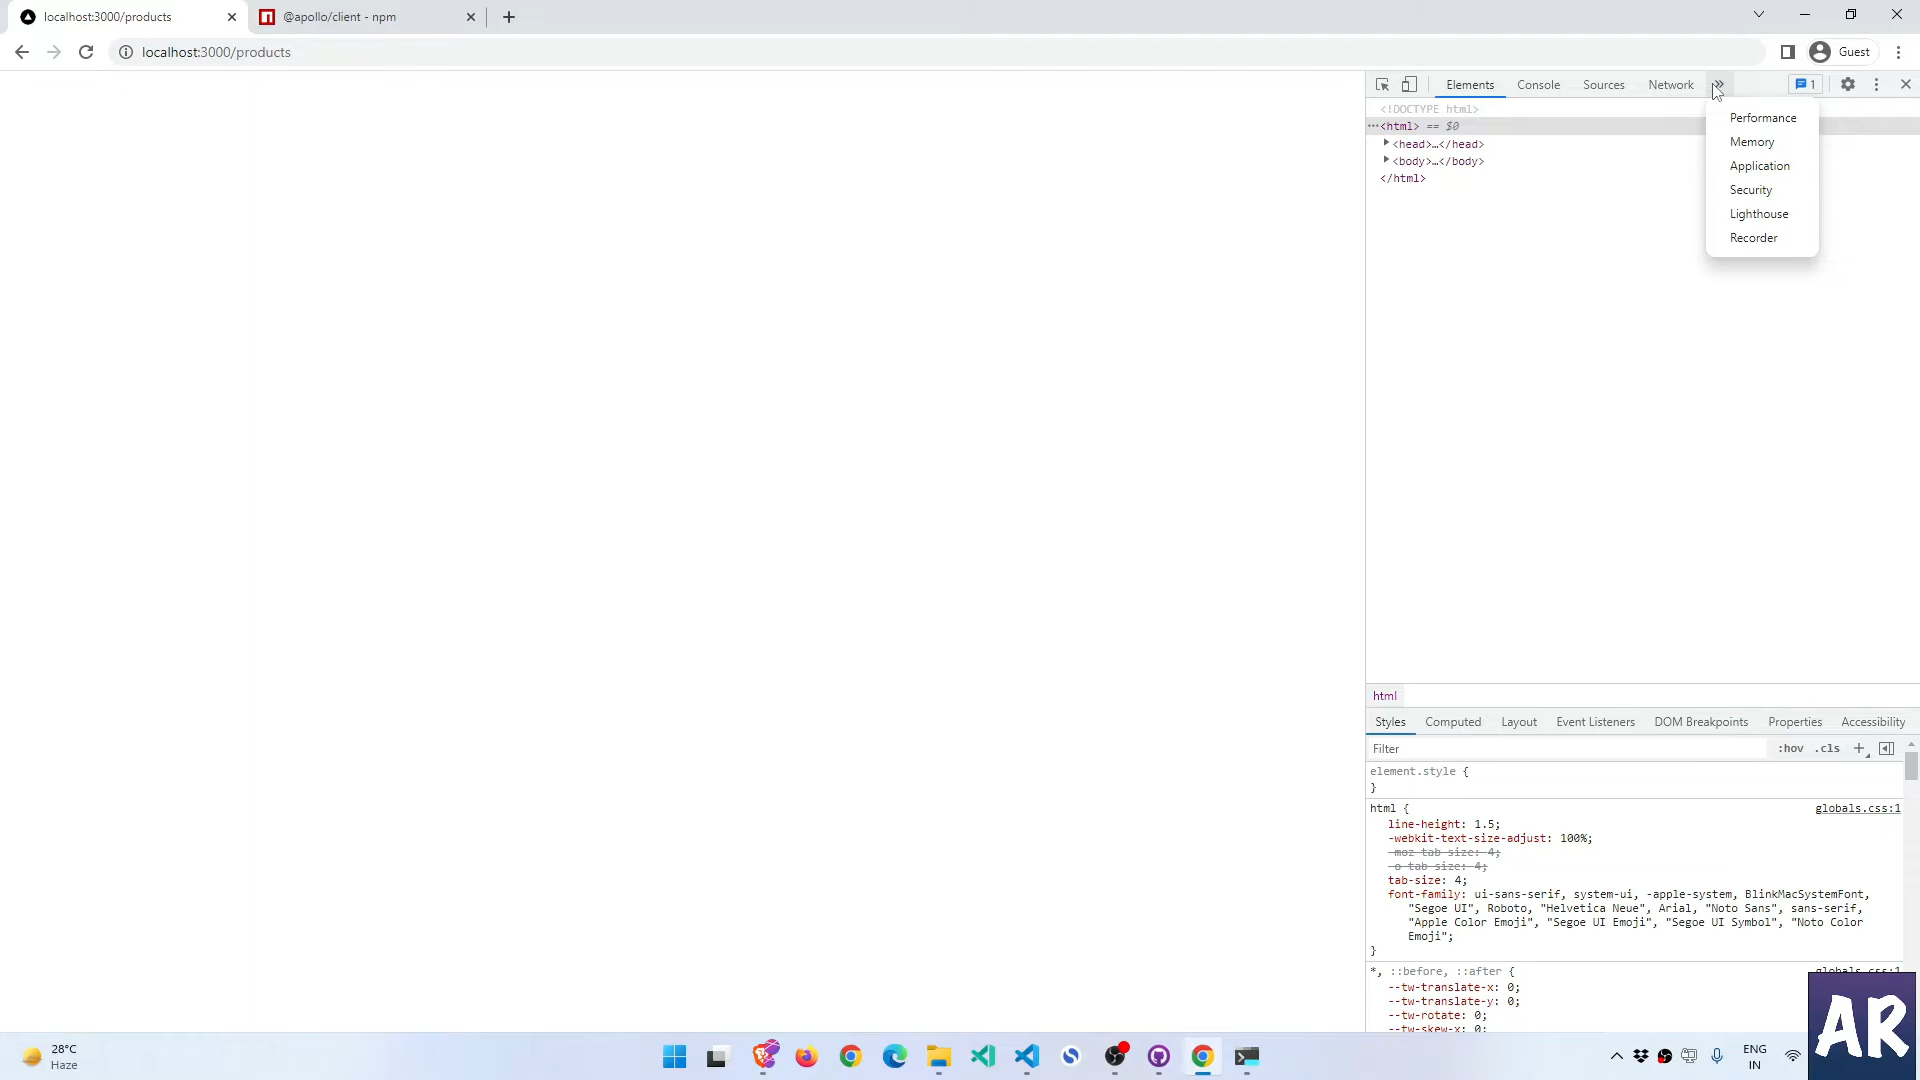 localhost:3000/products
@apollo/client - npm
localhost:3000/products
Guest
Elements Console Sources Network
1
<!DOCTYPE html>
···<html> == $0
<head>…</head>
<body>…</body>
</html>
Performance
Memory
Application
Security
Lighthouse
Recorder
html
Styles Computed Layout Event Listeners DOM Breakpoints Properties Accessibility
Filter
:hov .cls
element.style {
}
html {
globals.css:1
line-height: 1.5;
-webkit-text-size-adjust: 100%;
-moz-tab-size: 4;
-o-tab-size: 4;
tab-size: 4;
font-family: ui-sans-serif, system-ui, -apple-system, BlinkMacSystemFont,
"Segoe UI", Roboto, "Helvetica Neue", Arial, "Noto Sans", sans-serif,
"Apple Color Emoji", "Segoe UI Emoji", "Segoe UI Symbol", "Noto Color
Emoji";
}
*, ::before, ::after {
globals.css:1
--tw-translate-x: 0;
--tw-translate-y: 0;
--tw-rotate: 0;
--tw-skew-x: 0;
28°C
Haze
ENG
IN
AR